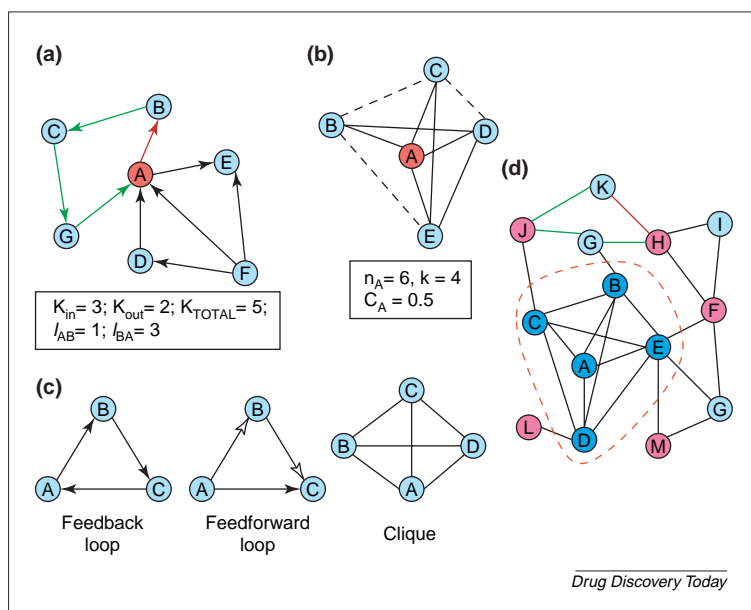 (a)
B
C
A
E
G
D
F
K_in = 3; K_out = 2; K_TOTAL = 5;
l_AB = 1; l_BA = 3
(b)
C
B
D
A
E
n_A = 6, k = 4
C_A = 0.5
(c)
B
A
C
Feedback
loop
B
A
C
Feedforward
loop
C
B
D
A
Clique
(d)
K
I
J
G
H
B
F
C
E
A
G
L
D
M
Drug Discovery Today